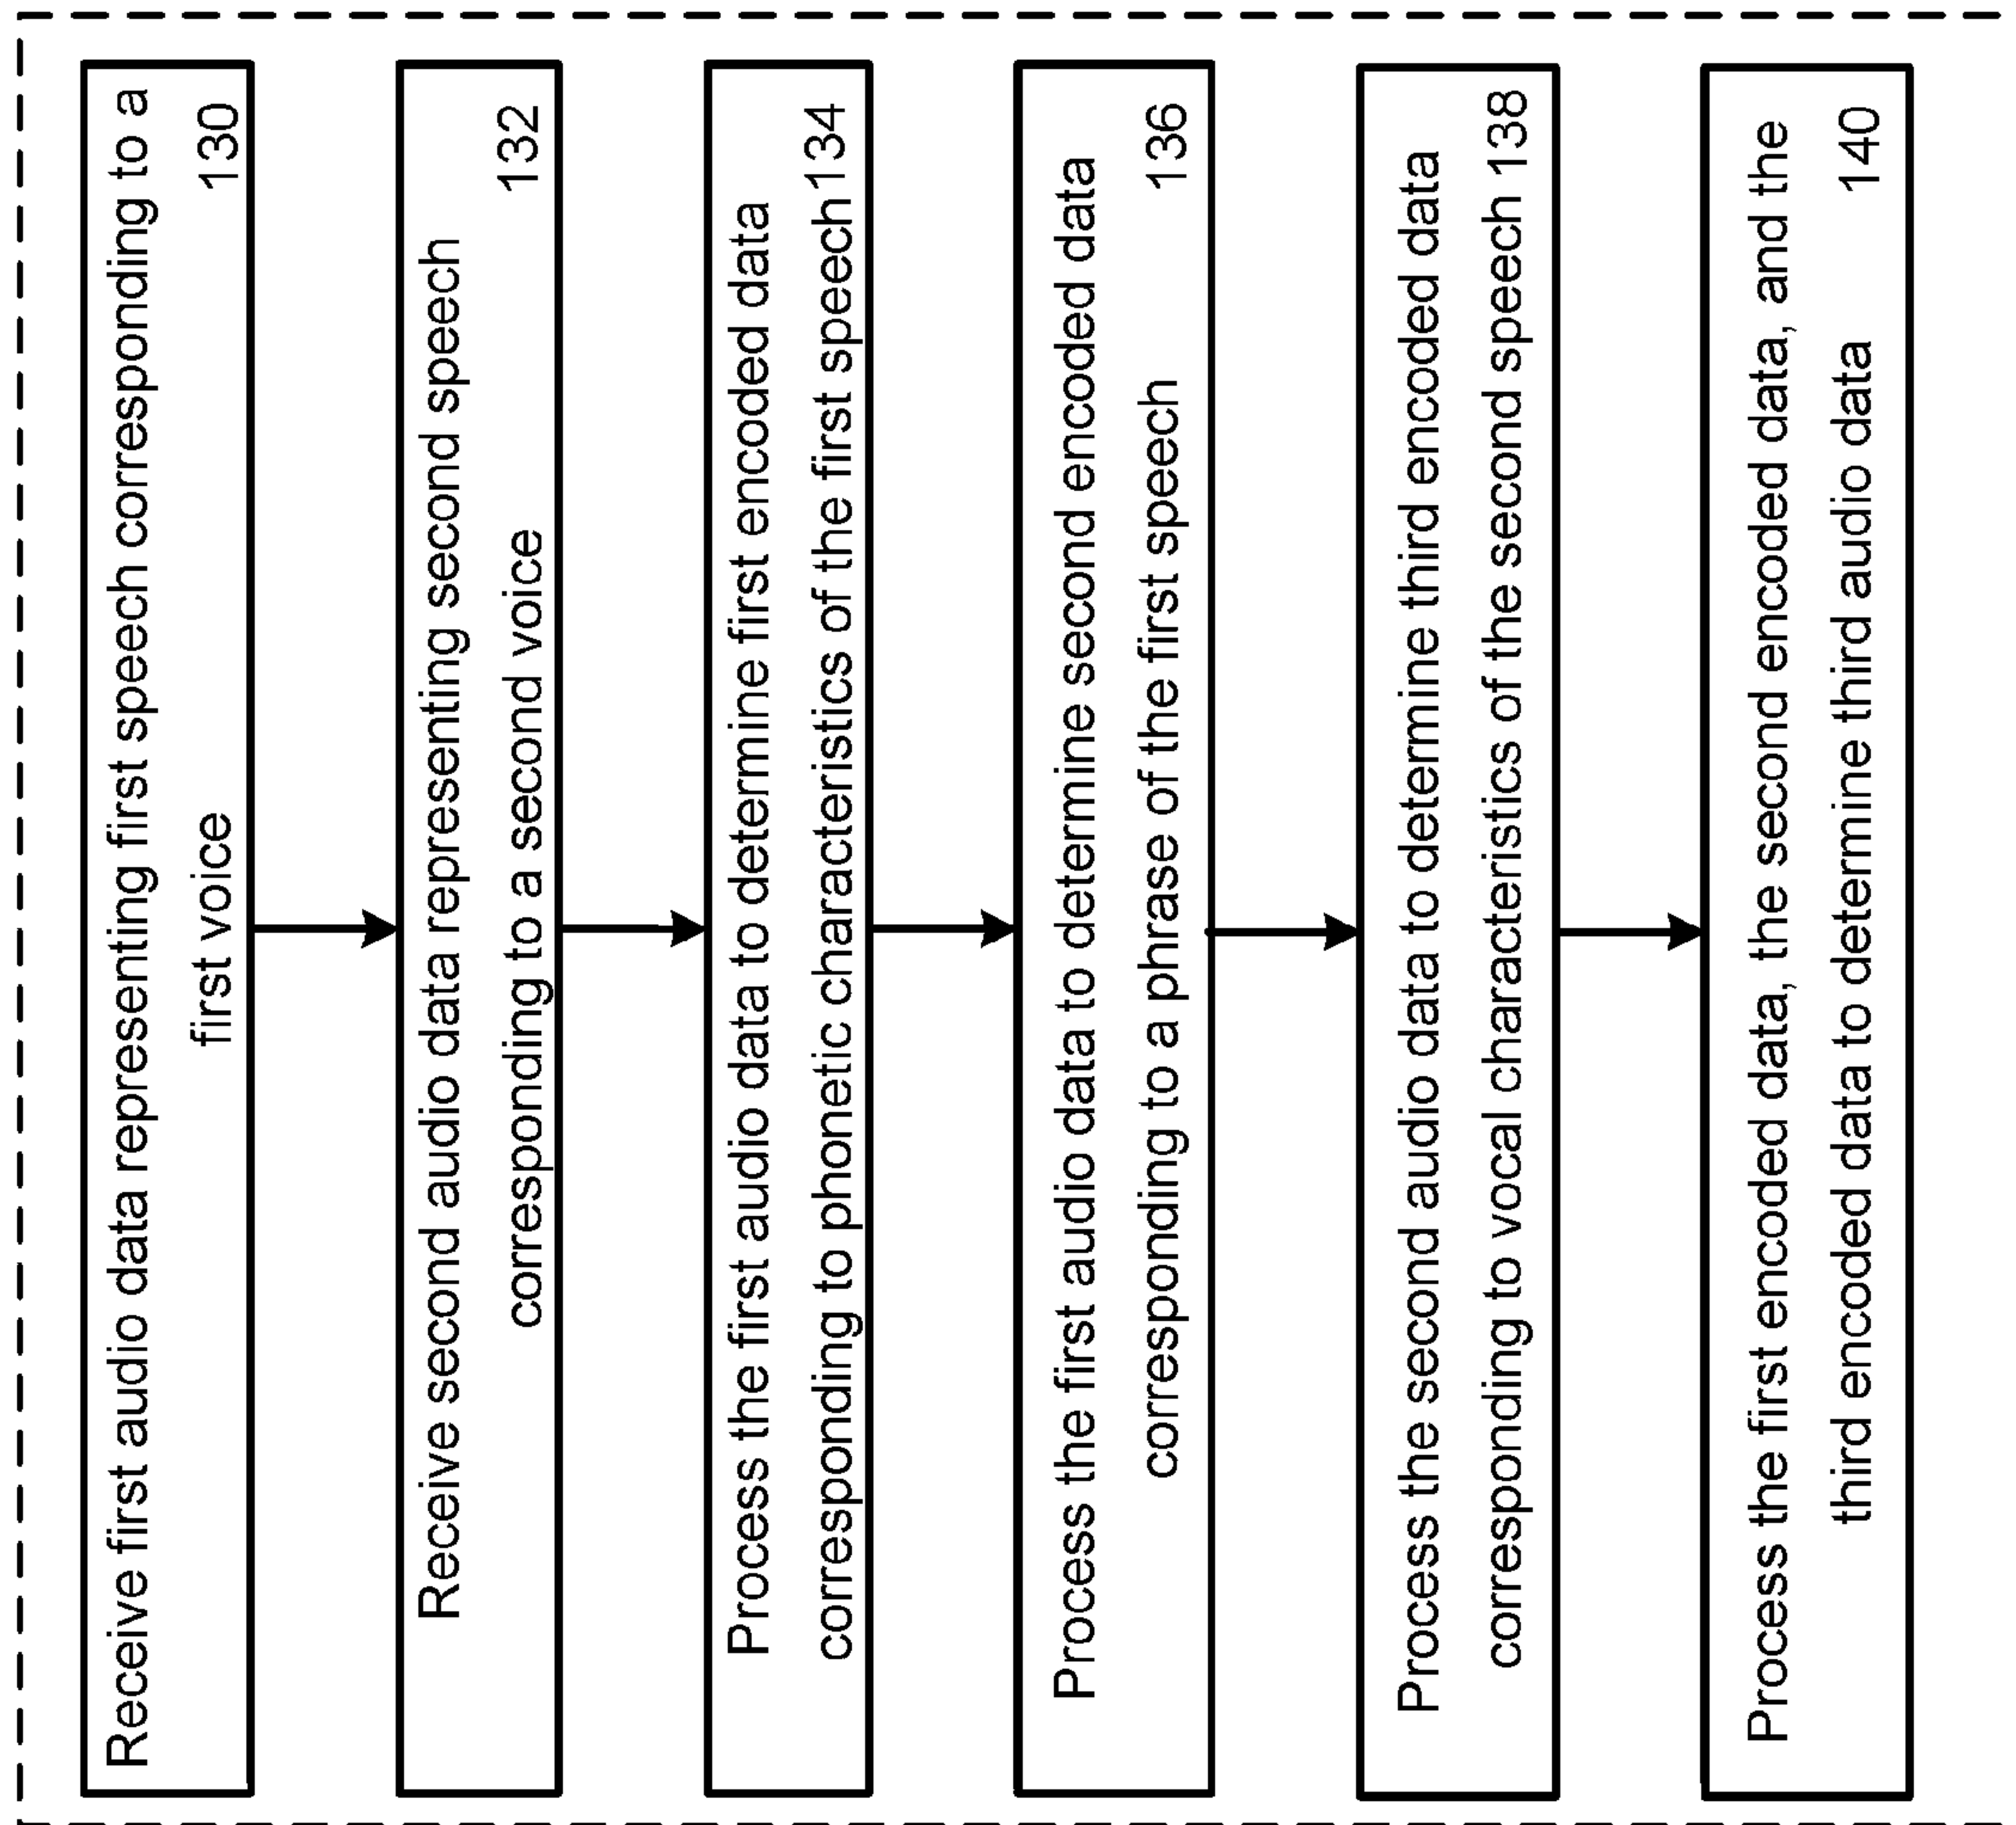 Receive first audio data representing first speech corresponding to a
first voice 130
Receive second audio data representing second speech
corresponding to a second voice 132
Process the first audio data to determine first encoded data
corresponding to phonetic characteristics of the first speech 134
Process the first audio data to determine second encoded data
corresponding to a phrase of the first speech 136
Process the second audio data to determine third encoded data
corresponding to vocal characteristics of the second speech 138
Process the first encoded data, the second encoded data, and the
third encoded data to determine third audio data 140